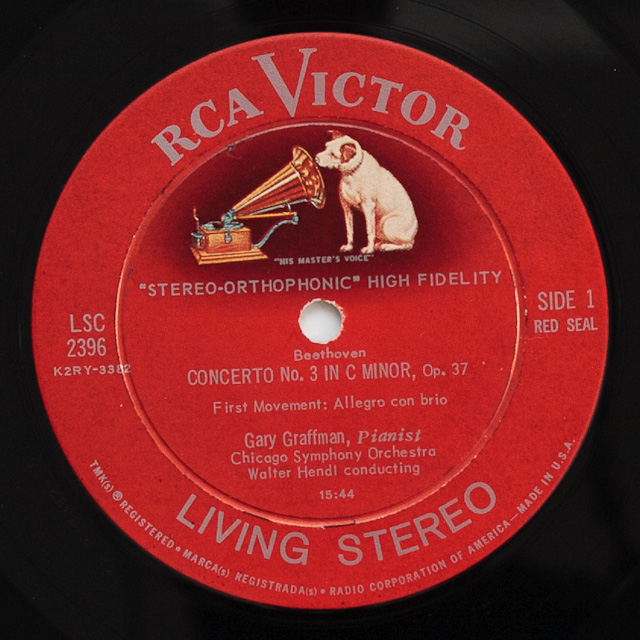 RCA VICTOR
"HIS MASTER'S VOICE"
"STEREO-ORTHOPHONIC" HIGH FIDELITY
LSC
2396
K2RY-3382
SIDE 1
RED SEAL
Beethoven
CONCERTO No. 3 IN C MINOR, Op. 37
First Movement: Allegro con brio
Gary Graffman, Pianist
Chicago Symphony Orchestra
Walter Hendl conducting
15:44
LIVING STEREO
TMK(s) ® REGISTERED • MARCA(s) REGISTRADA(s) • RADIO CORPORATION OF AMERICA—MADE IN U.S.A.